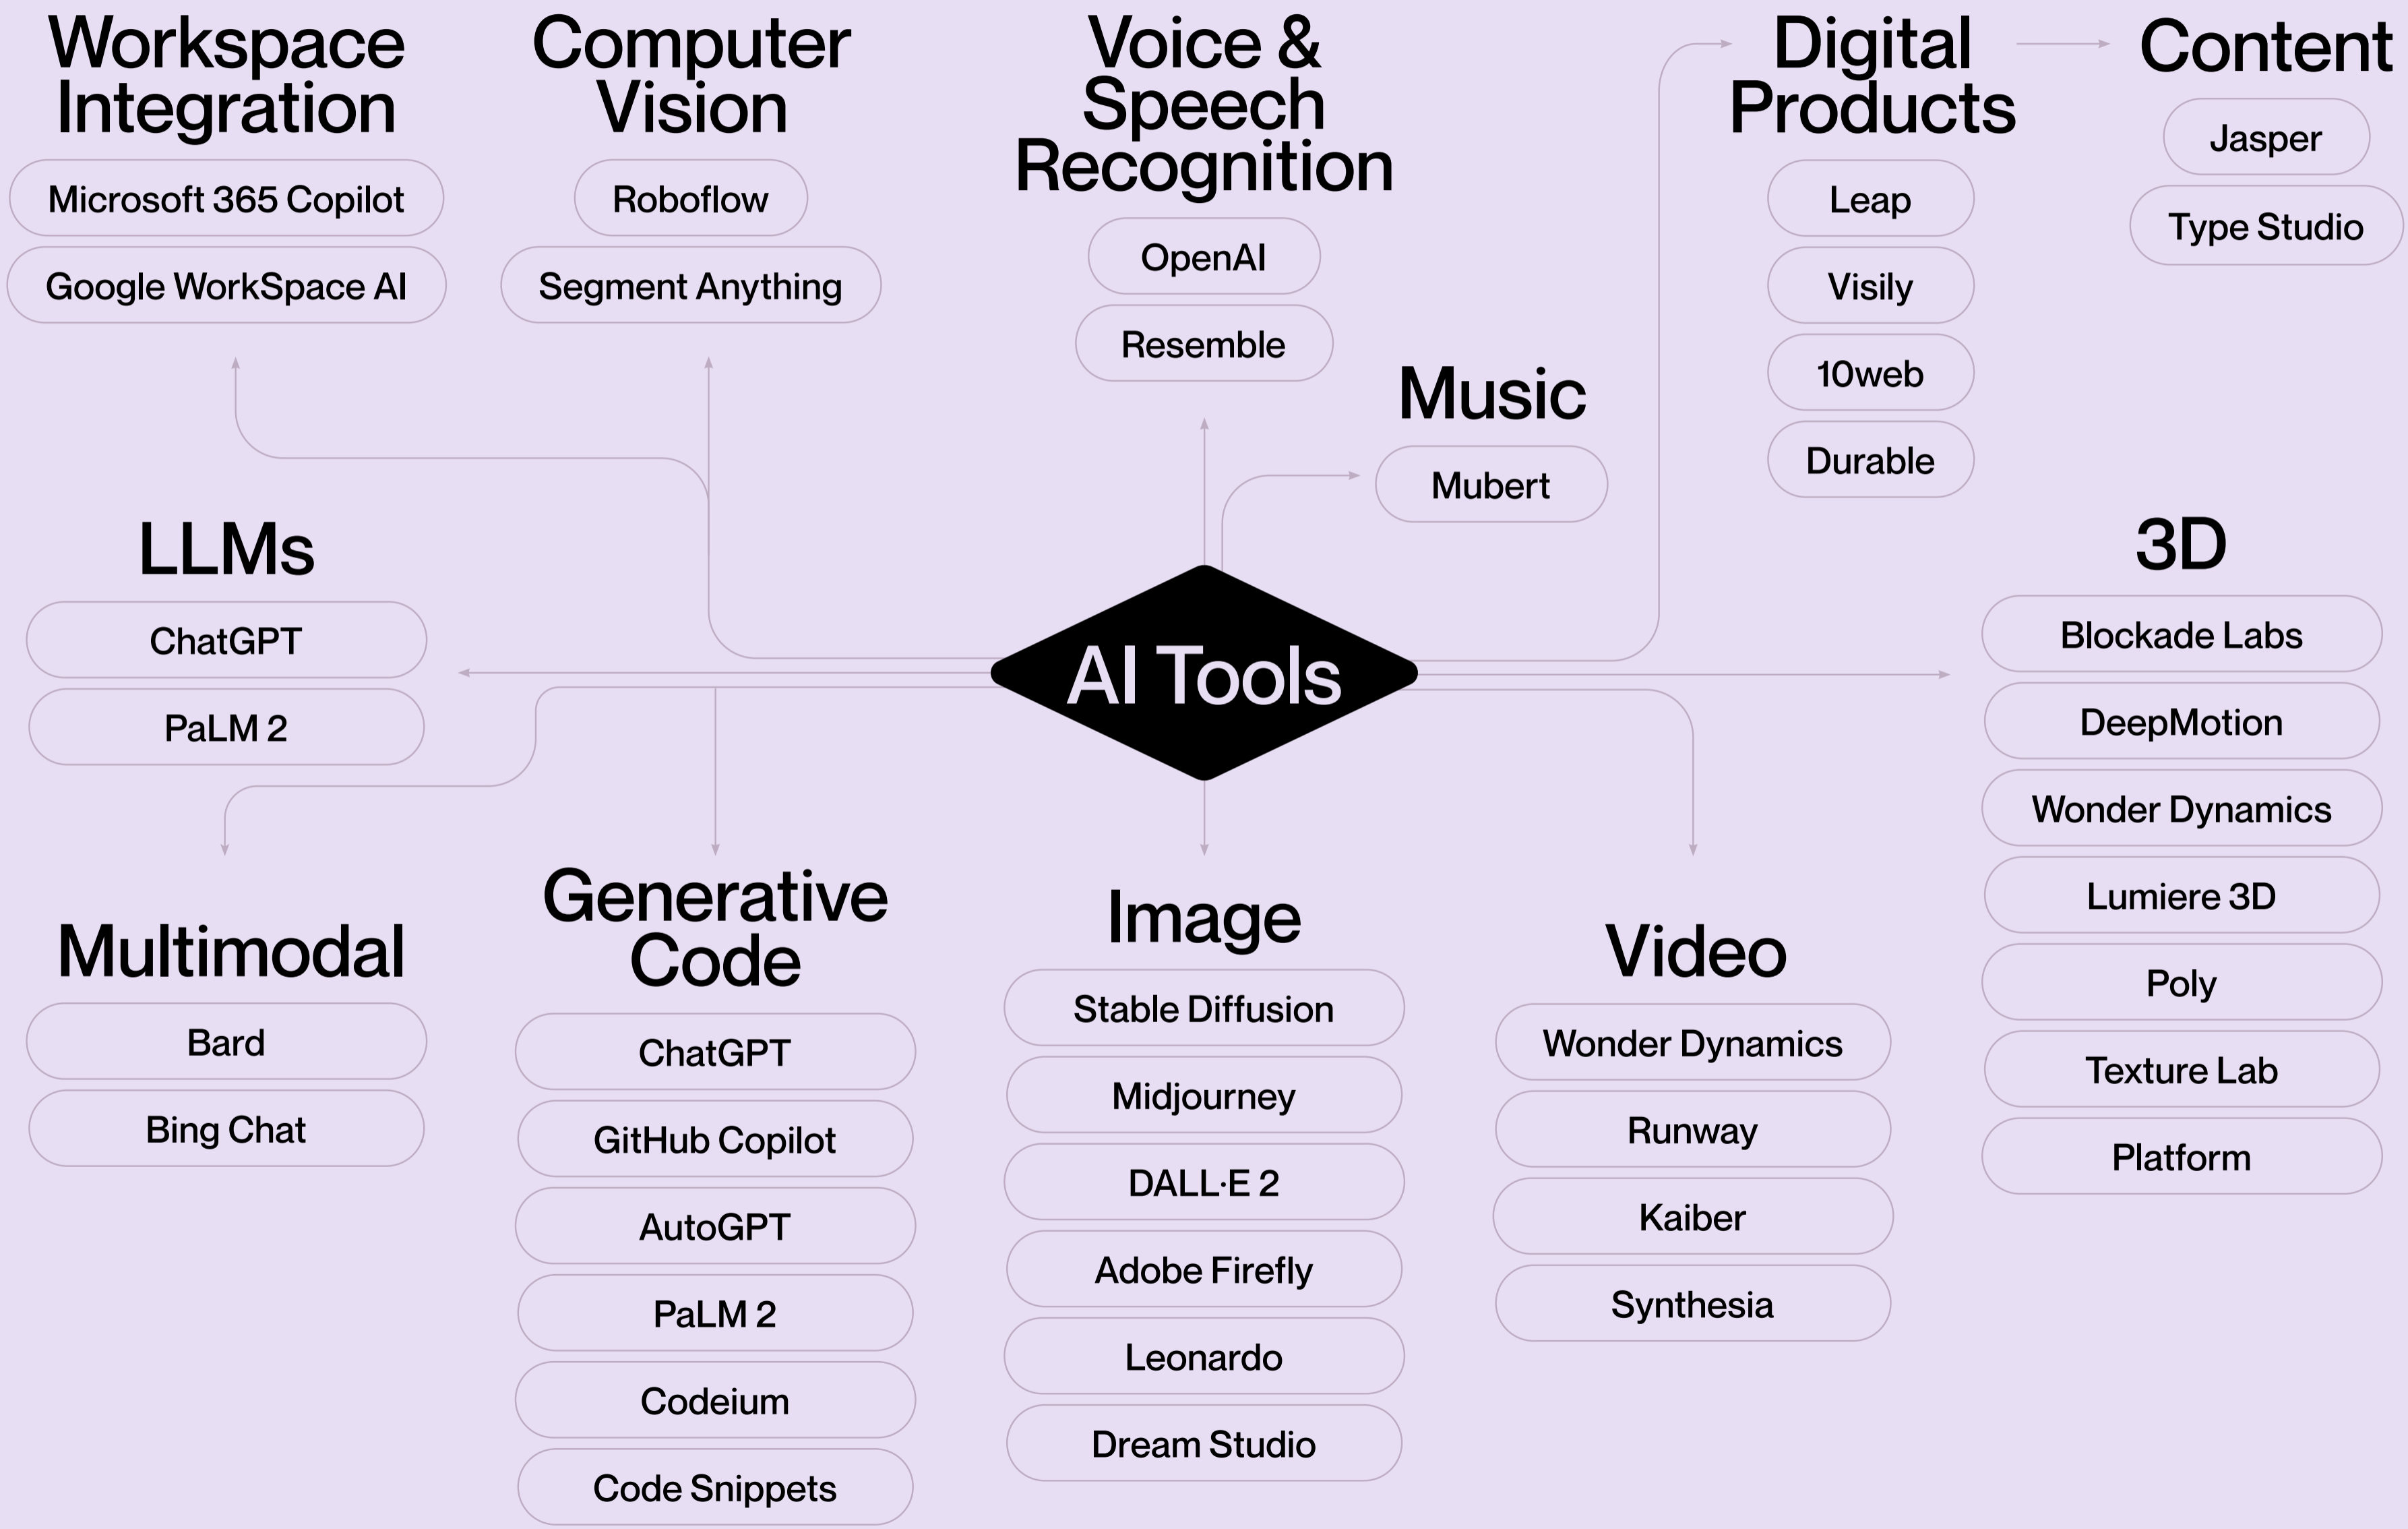 Workspace
Integration
Microsoft 365 Copilot
Google WorkSpace AI
Computer
Vision
Roboflow
Segment Anything
Voice &
Speech
Recognition
OpenAI
Resemble
Music
Mubert
Digital
Products
Leap
Visily
10web
Durable
Content
Jasper
Type Studio
LLMs
ChatGPT
PaLM 2
AI Tools
3D
Blockade Labs
DeepMotion
Wonder Dynamics
Lumiere 3D
Poly
Texture Lab
Platform
Multimodal
Bard
Bing Chat
Generative
Code
ChatGPT
GitHub Copilot
AutoGPT
PaLM 2
Codeium
Code Snippets
Image
Stable Diffusion
Midjourney
DALL·E 2
Adobe Firefly
Leonardo
Dream Studio
Video
Wonder Dynamics
Runway
Kaiber
Synthesia